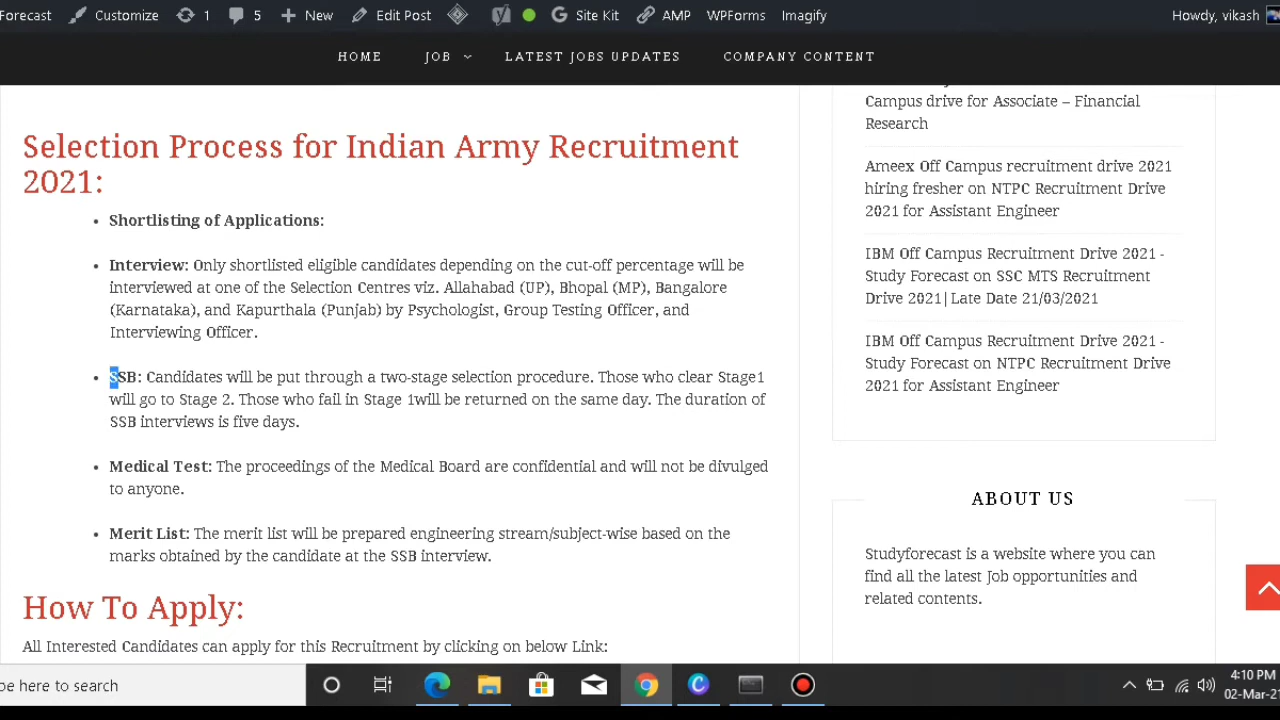 Forecast Customize 1 5 New Edit Post Site Kit AMP WPForms Imagify Howdy, vikash
HOME JOB LATEST JOBS UPDATES COMPANY CONTENT
Selection Process for Indian Army Recruitment
2021:
• Shortlisting of Applications:
• Interview: Only shortlisted eligible candidates depending on the cut-off percentage will be
interviewed at one of the Selection Centres viz. Allahabad (UP), Bhopal (MP), Bangalore
(Karnataka), and Kapurthala (Punjab) by Psychologist, Group Testing Officer, and
Interviewing Officer.
• SSB: Candidates will be put through a two-stage selection procedure. Those who clear Stage1
will go to Stage 2. Those who fail in Stage 1will be returned on the same day. The duration of
SSB interviews is five days.
• Medical Test: The proceedings of the Medical Board are confidential and will not be divulged
to anyone.
• Merit List: The merit list will be prepared engineering stream/subject-wise based on the
marks obtained by the candidate at the SSB interview.
How To Apply:
All Interested Candidates can apply for this Recruitment by clicking on below Link:
Campus drive for Associate – Financial
Research
Ameex Off Campus recruitment drive 2021
hiring fresher on NTPC Recruitment Drive
2021 for Assistant Engineer
IBM Off Campus Recruitment Drive 2021 -
Study Forecast on SSC MTS Recruitment
Drive 2021|Late Date 21/03/2021
IBM Off Campus Recruitment Drive 2021 -
Study Forecast on NTPC Recruitment Drive
2021 for Assistant Engineer
ABOUT US
Studyforecast is a website where you can
find all the latest Job opportunities and
related contents.
pe here to search
4:10 PM
02-Mar-21